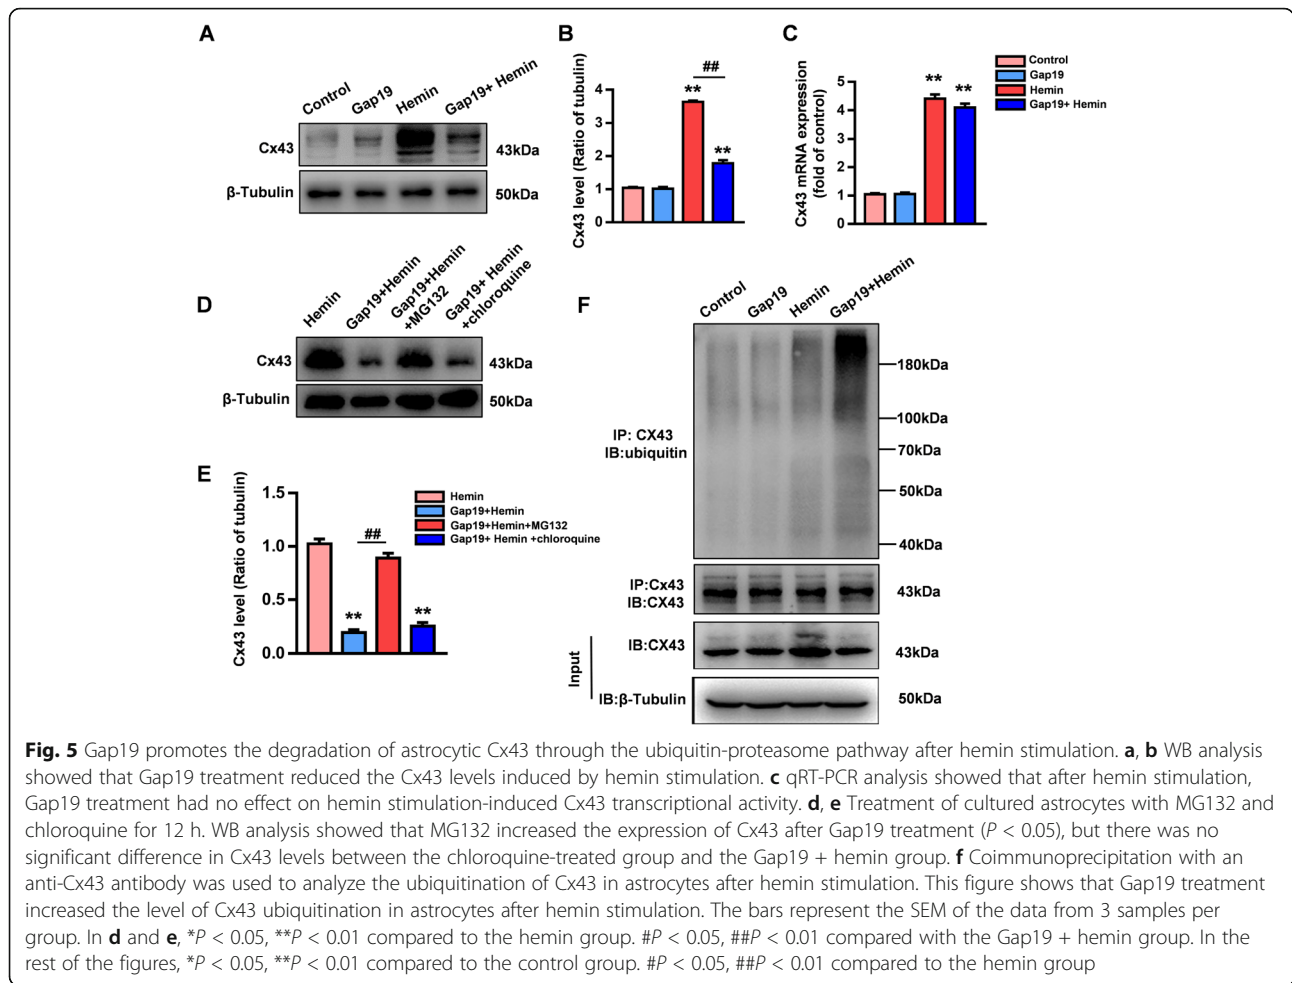 A
Control
Gap19
Hemin
Gap19+ Hemin
Cx43
43kDa
β-Tubulin
50kDa
B
Cx43 level (Ratio of tubulin)
4
3
2
1
0
**
##
**
C
Cx43 mRNA expression
(fold of control)
5
4
3
2
1
0
**
**
Control
Gap19
Hemin
Gap19+ Hemin
D
Hemin
Gap19+Hemin
Gap19+Hemin
+MG132
Gap19+ Hemin
+chloroquine
Cx43
43kDa
β-Tubulin
50kDa
E
Cx43 level (Ratio of tubulin)
1.5
1.0
0.5
0.0
**
##
**
Hemin
Gap19+Hemin
Gap19+Hemin+MG132
Gap19+ Hemin +chloroquine
F
Control
Gap19
Hemin
Gap19+Hemin
IP: CX43
IB:ubiquitin
180kDa
100kDa
70kDa
50kDa
40kDa
IP:Cx43
IB:CX43
43kDa
Input
IB:CX43
43kDa
IB:β-Tubulin
50kDa
Fig. 5 Gap19 promotes the degradation of astrocytic Cx43 through the ubiquitin-proteasome pathway after hemin stimulation. a, b WB analysis
showed that Gap19 treatment reduced the Cx43 levels induced by hemin stimulation. c qRT-PCR analysis showed that after hemin stimulation,
Gap19 treatment had no effect on hemin stimulation-induced Cx43 transcriptional activity. d, e Treatment of cultured astrocytes with MG132 and
chloroquine for 12 h. WB analysis showed that MG132 increased the expression of Cx43 after Gap19 treatment (P < 0.05), but there was no
significant difference in Cx43 levels between the chloroquine-treated group and the Gap19 + hemin group. f Coimmunoprecipitation with an
anti-Cx43 antibody was used to analyze the ubiquitination of Cx43 in astrocytes after hemin stimulation. This figure shows that Gap19 treatment
increased the level of Cx43 ubiquitination in astrocytes after hemin stimulation. The bars represent the SEM of the data from 3 samples per
group. In d and e, *P < 0.05, **P < 0.01 compared to the hemin group. #P < 0.05, ##P < 0.01 compared with the Gap19 + hemin group. In the
rest of the figures, *P < 0.05, **P < 0.01 compared to the control group. #P < 0.05, ##P < 0.01 compared to the hemin group